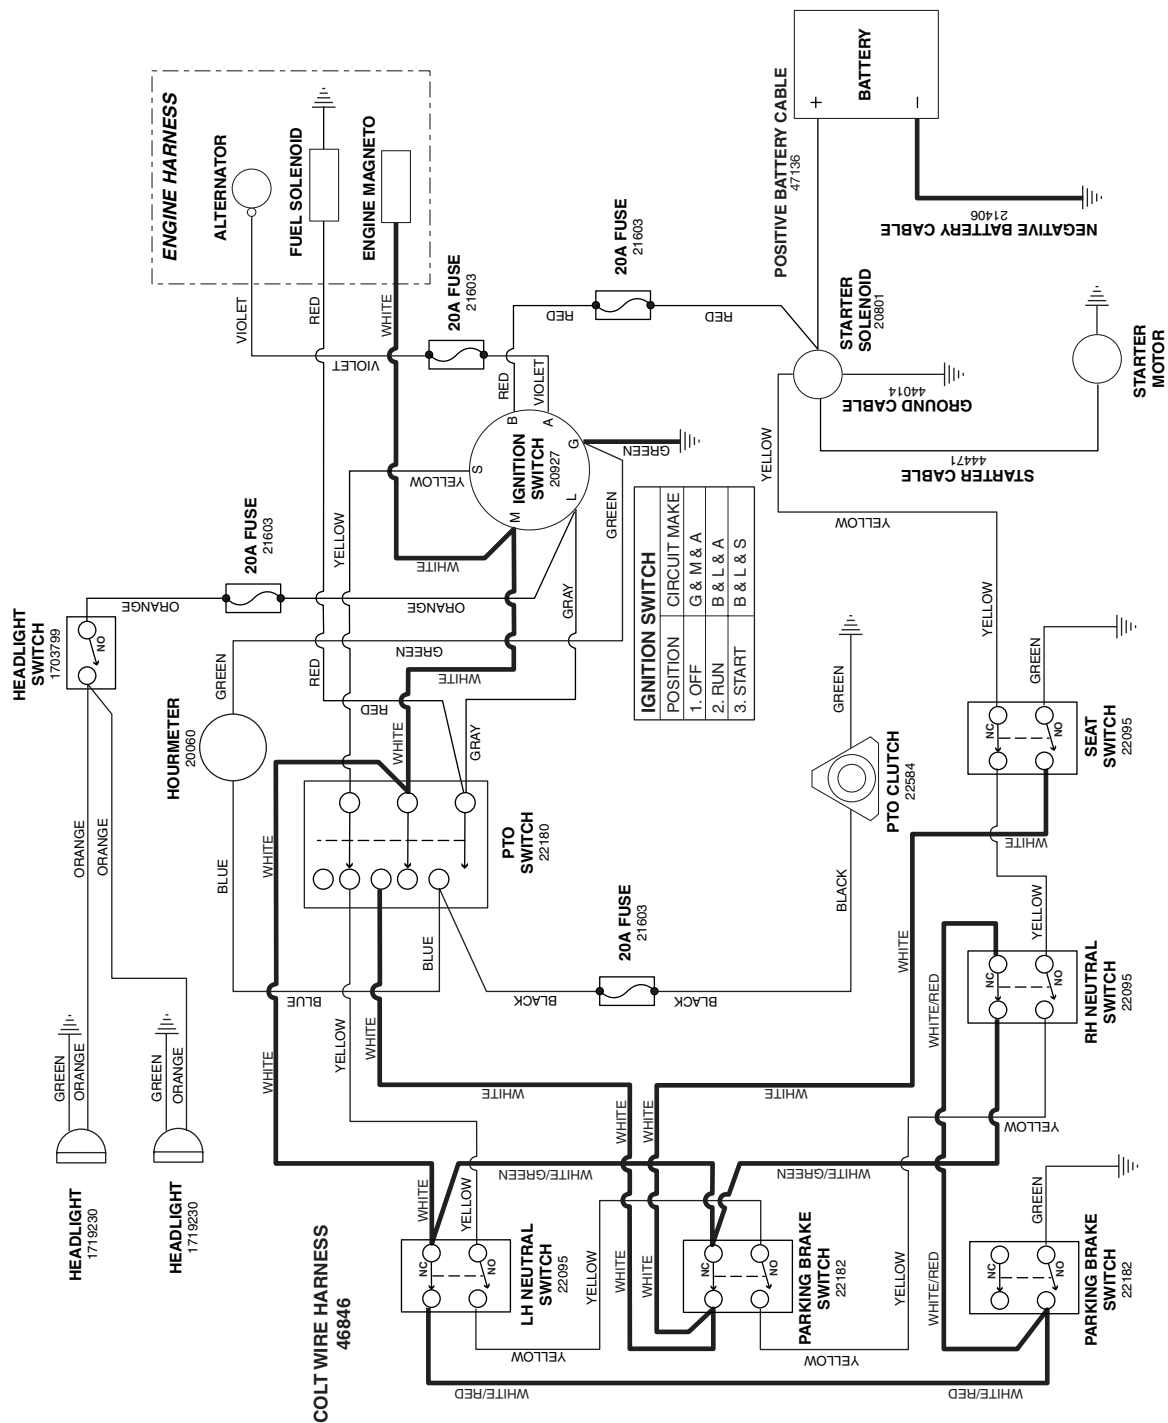 COLT WIRE HARNESS
46846
HEADLIGHT
1719230
HEADLIGHT
1719230
GREEN
ORANGE
GREEN
ORANGE
ORANGE
ORANGE
HEADLIGHT
SWITCH
1703799
NO
ORANGE
20A FUSE
21603
ORANGE
HOURMETER
20060
GREEN
GREEN
GREEN
BLUE
BLUE
BLUE
ENGINE HARNESS
ALTERNATOR
FUEL SOLENOID
ENGINE MAGNETO
VIOLET
RED
WHITE
VIOLET
20A FUSE
21603
VIOLET
RED
IGNITION
SWITCH
20927
B
A
G
L
M
S
YELLOW
YELLOW
WHITE
GREEN
GRAY
GRAY
RED
RED
WHITE
WHITE
WHITE
PTO
SWITCH
22180
RED
20A FUSE
21603
RED
IGNITION SWITCH
POSITION
CIRCUIT MAKE
1. OFF
G & M & A
2. RUN
B & L & A
3. START
B & L & S
BATTERY
+
−
POSITIVE BATTERY CABLE
47136
NEGATIVE BATTERY CABLE
21406
STARTER
SOLENOID
20801
GROUND CABLE
44014
STARTER CABLE
44471
STARTER
MOTOR
YELLOW
YELLOW
YELLOW
GREEN
SEAT
SWITCH
22095
NC
NO
WHITE
PTO CLUTCH
22584
GREEN
BLACK
20A FUSE
21603
BLACK
BLACK
YELLOW
RH NEUTRAL
SWITCH
22095
NC
NO
WHITE/RED
WHITE
YELLOW
WHITE
YELLOW
WHITE
WHITE
WHITE
WHITE
WHITE
WHITE/GREEN
WHITE/GREEN
YELLOW
WHITE
YELLOW
LH NEUTRAL
SWITCH
22095
NC
NO
YELLOW
YELLOW
WHITE
WHITE
PARKING BRAKE
SWITCH
22182
NC
NO
YELLOW
YELLOW
WHITE/RED
GREEN
PARKING BRAKE
SWITCH
22182
NC
NO
WHITE/RED
WHITE/RED